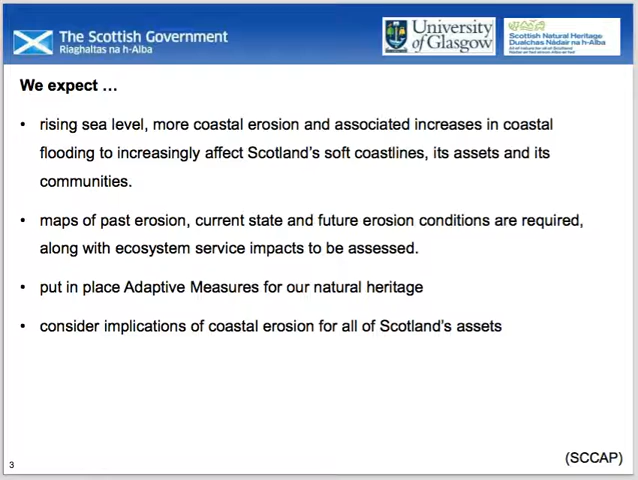 The Scottish Government
Riaghaltas na h-Alba
University
of Glasgow
Scottish Natural Heritage
Dualchas Nàdair na h-Alba
We expect …
• rising sea level, more coastal erosion and associated increases in coastal
flooding to increasingly affect Scotland's soft coastlines, its assets and its
communities.
• maps of past erosion, current state and future erosion conditions are required,
along with ecosystem service impacts to be assessed.
• put in place Adaptive Measures for our natural heritage
• consider implications of coastal erosion for all of Scotland's assets
(SCCAP)
3